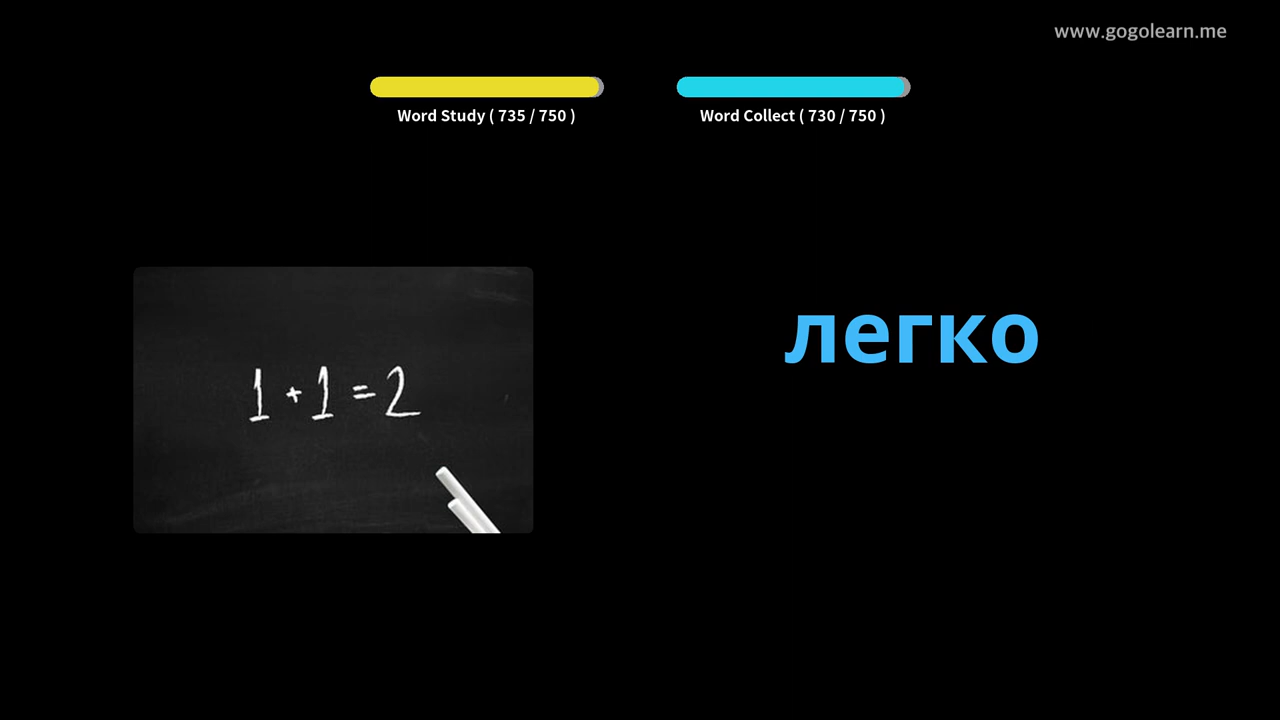 www.gogolearn.me
Word Study ( 735 / 750 )
Word Collect ( 730 / 750 )
легко
1 + 1 = 2